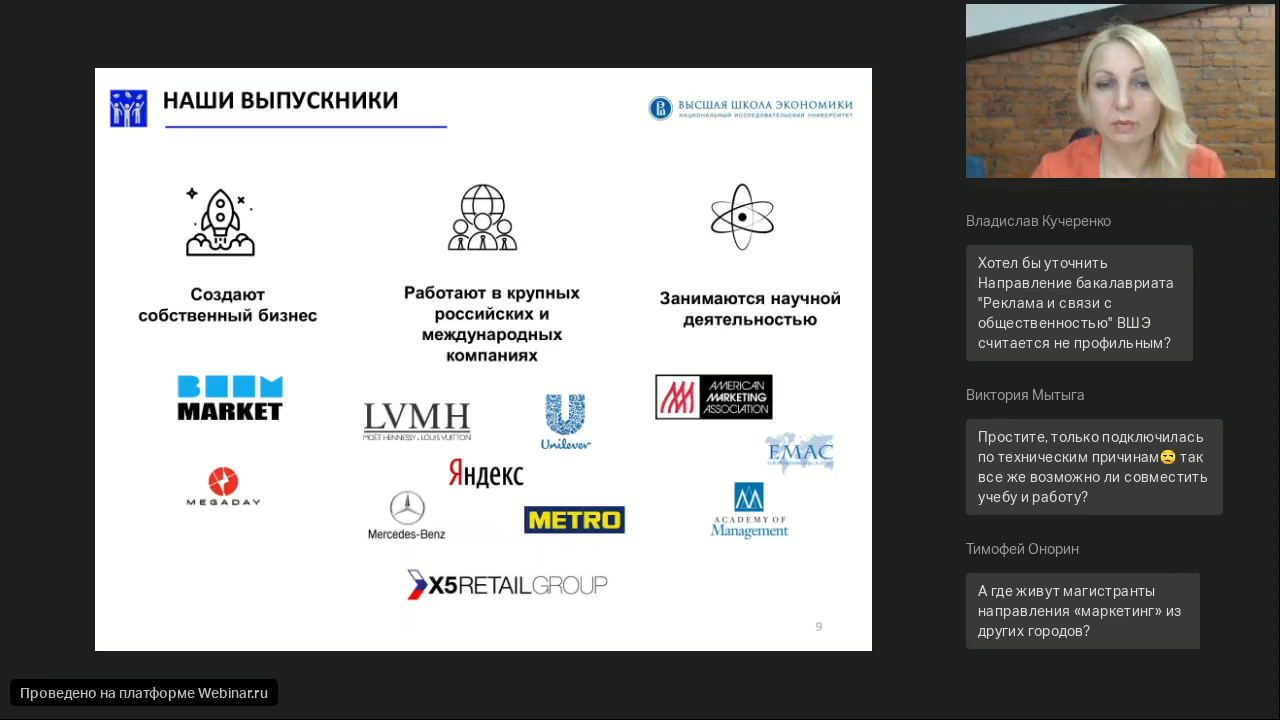 НАШИ ВЫПУСКНИКИ
ВЫСШАЯ ШКОЛА ЭКОНОМИКИ
НАЦИОНАЛЬНЫЙ ИССЛЕДОВАТЕЛЬСКИЙ УНИВЕРСИТЕТ
Создают
собственный бизнес
Работают в крупных
российских и
международных
компаниях
Занимаются научной
деятельностью
MARKET
MEGADAY
LVMH
MOËT HENNESSY LOUIS VUITTON
Unilever
Яндекс
Mercedes-Benz
METRO
X5RETAILGROUP
AMERICAN
MARKETING
ASSOCIATION
EMAC
ACADEMY OF
Management
9
Владислав Кучеренко
Хотел бы уточнить
Направление бакалавриата
"Реклама и связи с
общественностью" ВШЭ
считается не профильным?
Виктория Мытыга
Простите, только подключилась
по техническим причинам😒 так
все же возможно ли совместить
учебу и работу?
Тимофей Онорин
А где живут магистранты
направления «маркетинг» из
других городов?
Проведено на платформе Webinar.ru